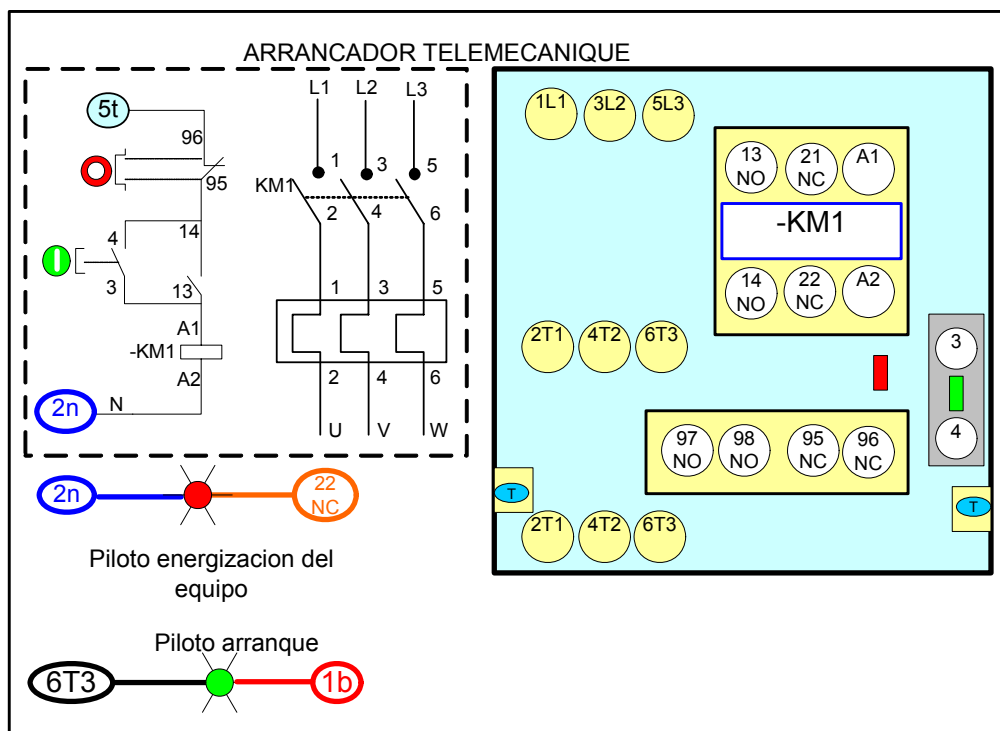 ARRANCADOR TELEMECANIQUE
5t
96
95
14
4
3
13
A1
-KM1
A2
2n
N
L1 L2 L3
1 3 5
KM1
2 4 6
1 3 5
2 4 6
U V W
2n
22
NC
Piloto energizacion del
equipo
Piloto arranque
6T3
1b
1L1 3L2 5L3
13
NO
21
NC
A1
-KM1
14
NO
22
NC
A2
2T1 4T2 6T3
3
4
97
NO
98
NO
95
NC
96
NC
T
T
2T1 4T2 6T3